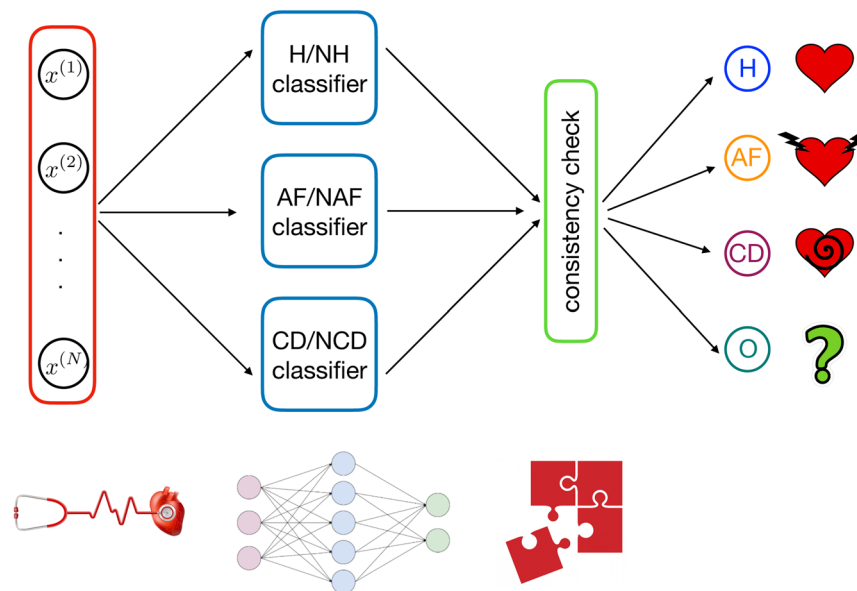 x^{(1)}
x^{(2)}
.
.
.
x^{(N)}
H/NH
classifier
AF/NAF
classifier
CD/NCD
classifier
consistency check
H
AF
CD
O
?